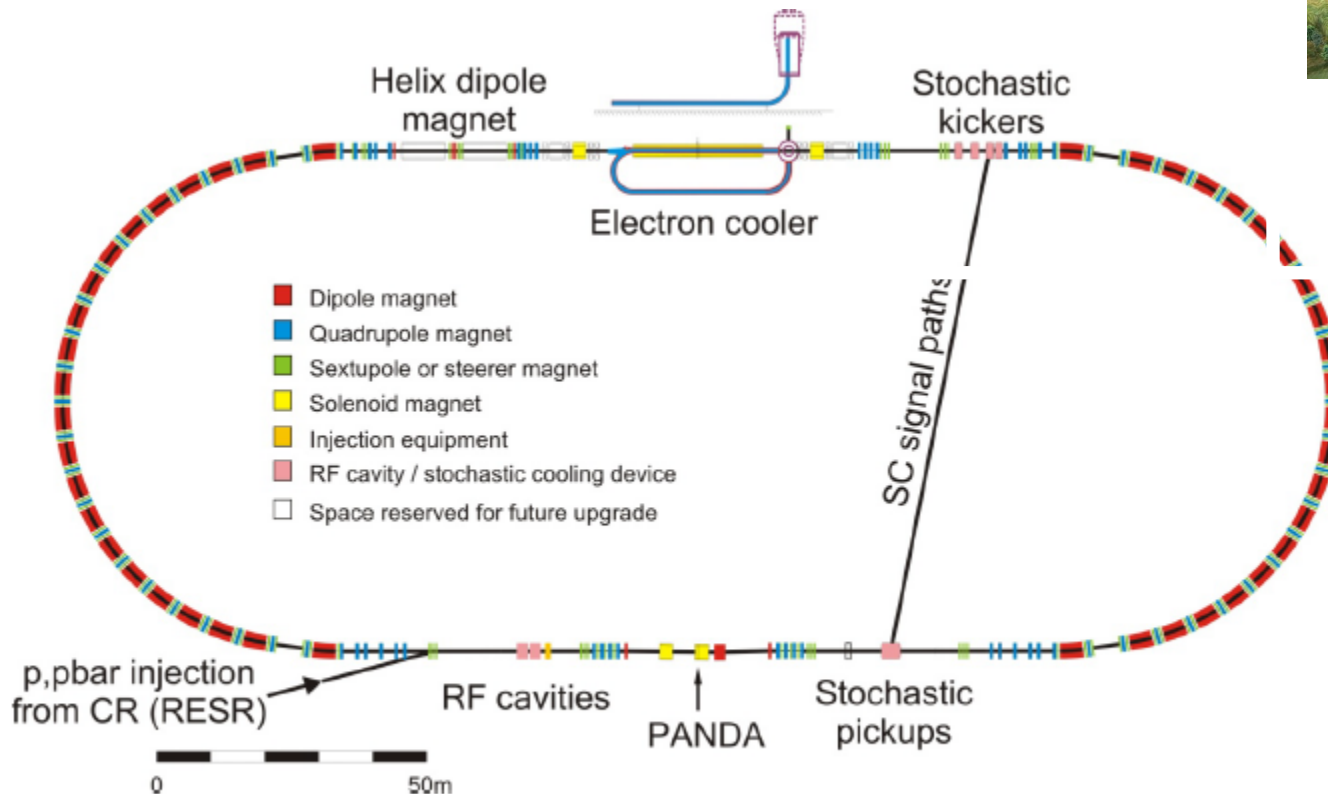 Helix dipole
magnet
Stochastic
kickers
Electron cooler
Dipole magnet
Quadrupole magnet
Sextupole or steerer magnet
Solenoid magnet
Injection equipment
RF cavity / stochastic cooling device
Space reserved for future upgrade
SC signal paths
p,pbar injection
from CR (RESR)
RF cavities
PANDA
Stochastic
pickups
0
50m